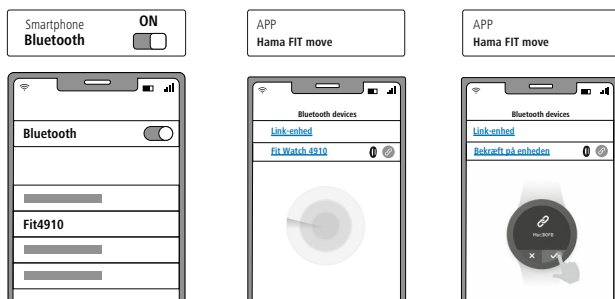 Smartphone
Bluetooth
ON
Bluetooth
Fit4910
APP
Hama FIT move
Bluetooth devices
Link-enhed
Fit Watch 4910
APP
Hama FIT move
Bluetooth devices
Link-enhed
Bekræft på enheden